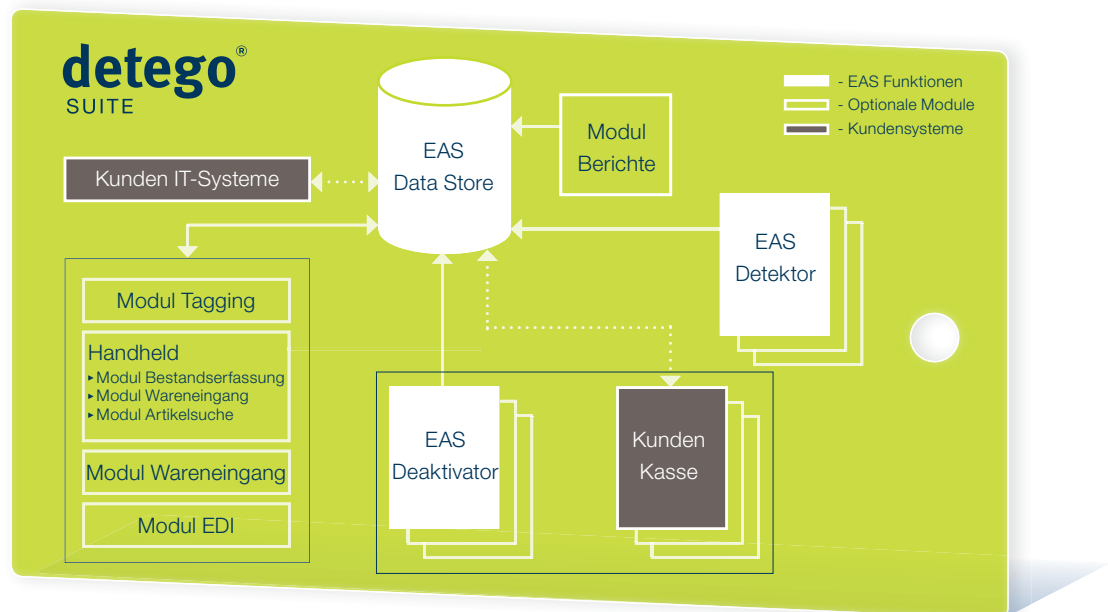 detego®
SUITE
- EAS Funktionen
- Optionale Module
- Kundensysteme
EAS
Data Store
Modul
Berichte
Kunden IT-Systeme
EAS
Detektor
Modul Tagging
Handheld
▸ Modul Bestandserfassung
▸ Modul Wareneingang
▸ Modul Artikelsuche
Modul Wareneingang
Modul EDI
EAS
Deaktivator
Kunden
Kasse